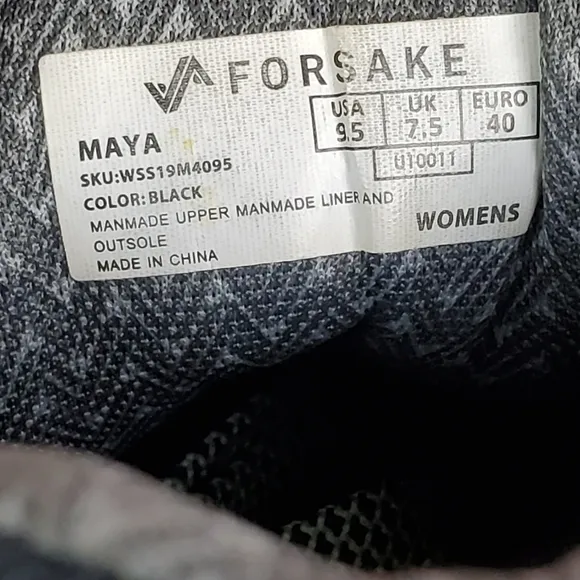 FORSAKE
USA UK EURO
9.5 7.5 40
U10011
MAYA
SKU:WSS19M4095
COLOR:BLACK
MANMADE UPPER MANMADE LINER AND
OUTSOLE
MADE IN CHINA
WOMENS